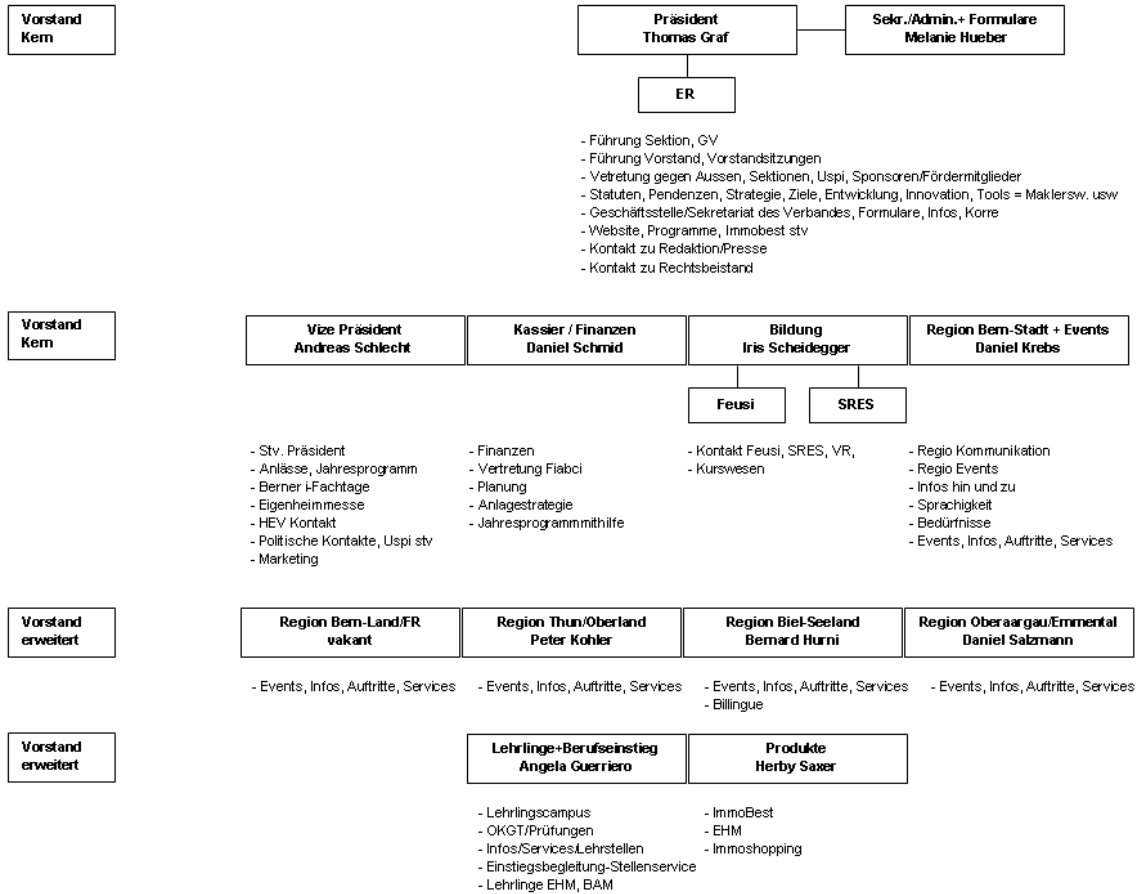 Vorstand
Kern
Präsident
Thomas Graf
Sekr./Admin.+ Formulare
Melanie Hueber
ER
- Führung Sektion, GV
- Führung Vorstand, Vorstandsitzungen
- Vetretung gegen Aussen, Sektionen, Uspi, Sponsoren/Fördermitglieder
- Statuten, Pendenzen, Strategie, Ziele, Entwicklung, Innovation, Tools = Maklersw. usw
- Geschäftsstelle/Sekretariat des Verbandes, Formulare, Infos, Korre
- Website, Programme, Immobest stv
- Kontakt zu Redaktion/Presse
- Kontakt zu Rechtsbeistand
Vorstand
Kern
Vize Präsident
Andreas Schlecht
Kassier / Finanzen
Daniel Schmid
Bildung
Iris Scheidegger
Region Bern-Stadt + Events
Daniel Krebs
Feusi
SRES
- Stv. Präsident
- Anlässe, Jahresprogramm
- Berner i-Fachtage
- Eigenheimmesse
- HEV Kontakt
- Politische Kontakte, Uspi stv
- Marketing
- Finanzen
- Vertretung Fiabci
- Planung
- Anlagestrategie
- Jahresprogrammmithilfe
- Kontakt Feusi, SRES, VR,
- Kurswesen
- Regio Kommunikation
- Regio Events
- Infos hin und zu
- Sprachigkeit
- Bedürfnisse
- Events, Infos, Auftritte, Services
Vorstand
erweitert
Region Bern-Land/FR
vakant
Region Thun/Oberland
Peter Kohler
Region Biel-Seeland
Bernard Hurni
Region Oberaargau/Emmental
Daniel Salzmann
- Events, Infos, Auftritte, Services
- Events, Infos, Auftritte, Services
- Events, Infos, Auftritte, Services
- Billingue
- Events, Infos, Auftritte, Services
Vorstand
erweitert
Lehrlinge+Berufseinstieg
Angela Guerriero
Produkte
Herby Saxer
- Lehrlingscampus
- OKGT/Prüfungen
- Infos/Services/Lehrstellen
- Einstiegsbegleitung-Stellenservice
- Lehrlinge EHM, BAM
- ImmoBest
- EHM
- Immoshopping